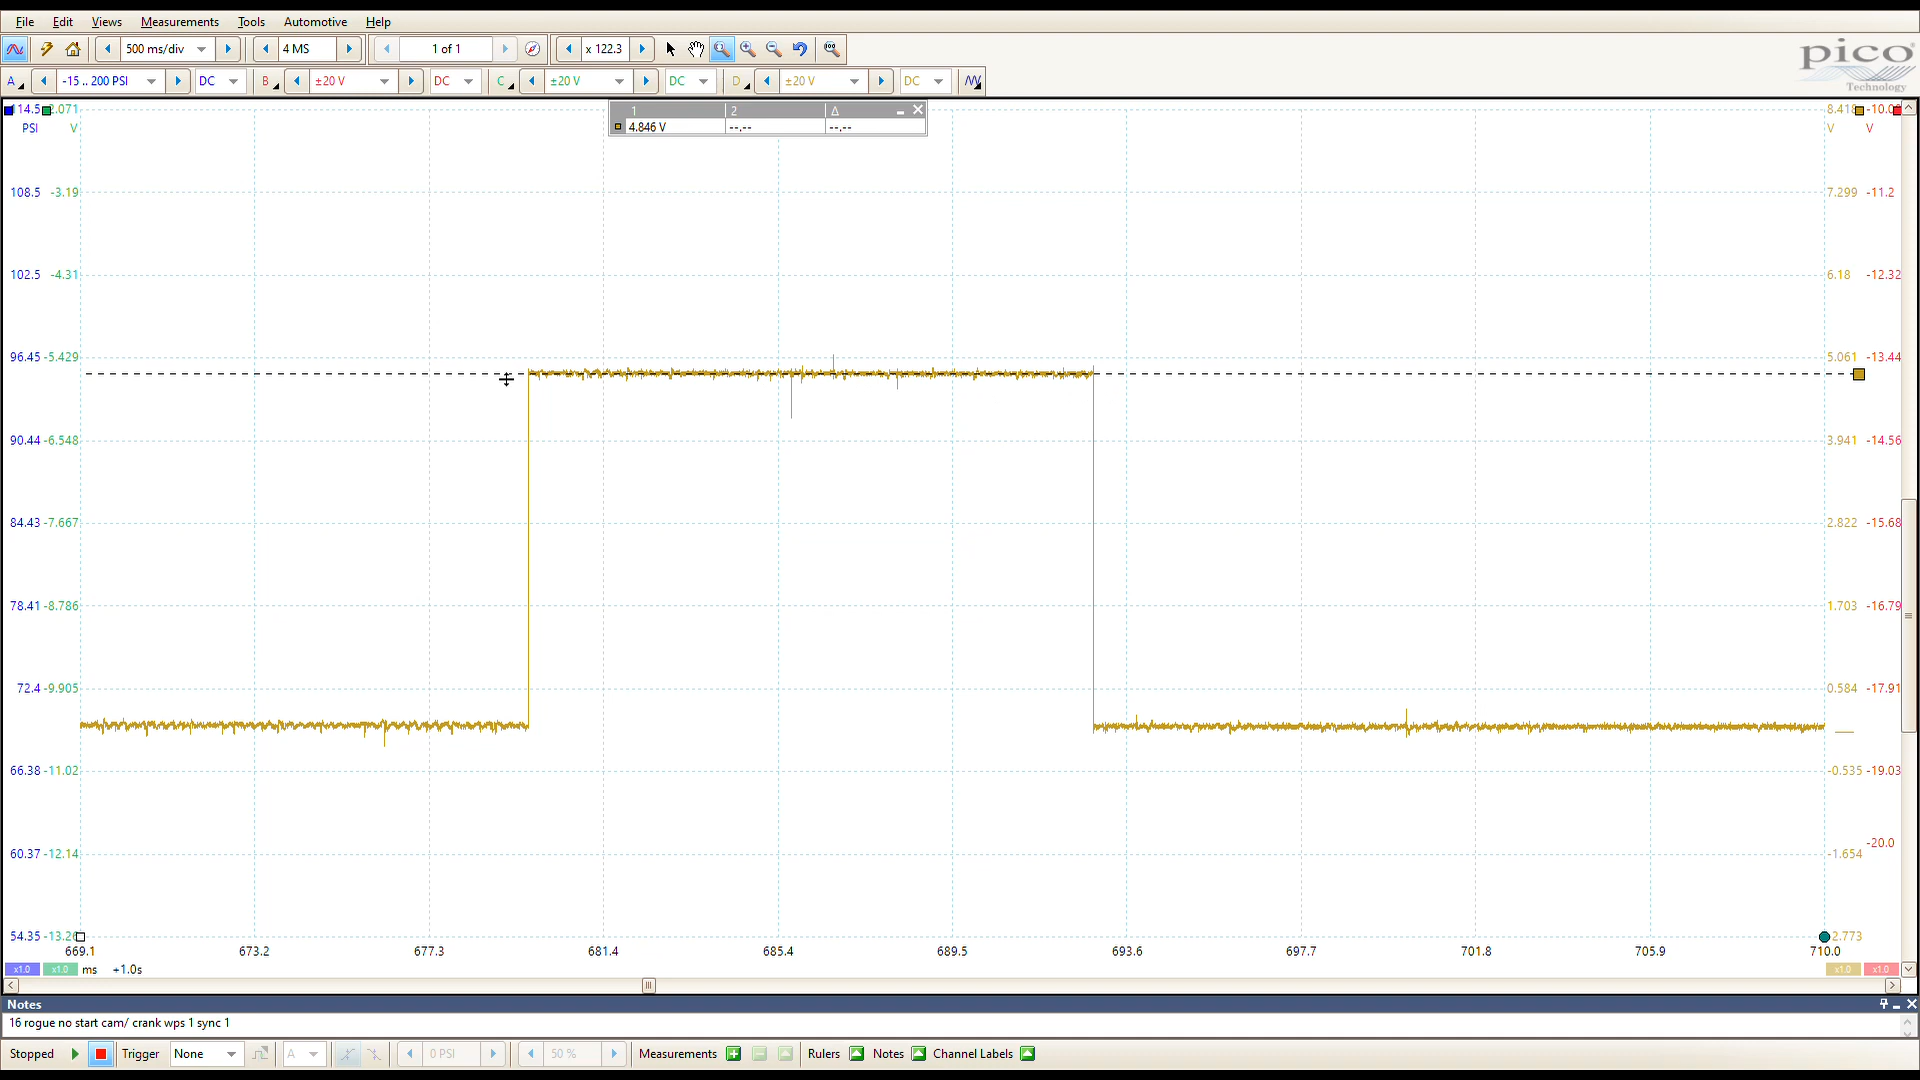 File Edit Views Measurements Tools Automotive Help
500 ms/div 4 MS 1 of 1 x 122.3
pico
Technology
A -15 .. 200 PSI DC B ±20 V DC C ±20 V DC D ±20 V DC
1 2 Δ
4.846 V --.-- --.--
PSI V V V
108.5 -3.19 7.299 -11.2
102.5 -4.31 6.18 -12.32
96.45 -5.429 5.061 -13.44
90.44 -6.548 3.941 -14.56
84.43 -7.667 2.822 -15.68
78.41 -8.786 1.703 -16.79
72.4 -9.905 0.584 -17.91
66.38 -11.02 -0.535 -19.03
60.37 -12.14 -1.654 -20.0
54.35
669.1 673.2 677.3 681.4 685.4 689.5 693.6 697.7 701.8 705.9 710.0
x1.0 x1.0 ms +1.0s x1.0 x1.0
Notes
16 rogue no start cam/ crank wps 1 sync 1
Stopped Trigger None A 0 PSI 50 % Measurements Rulers Notes Channel Labels